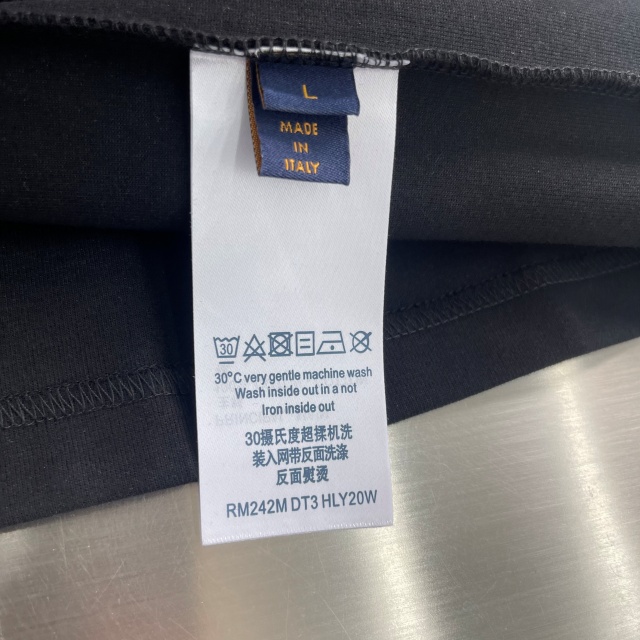 L
MADE
IN
ITALY
30
30°C very gentle machine wash
Wash inside out in a not
Iron inside out
30摄氏度超揉机洗
装入网带反面洗涤
反面熨烫
RM242M DT3 HLY20W